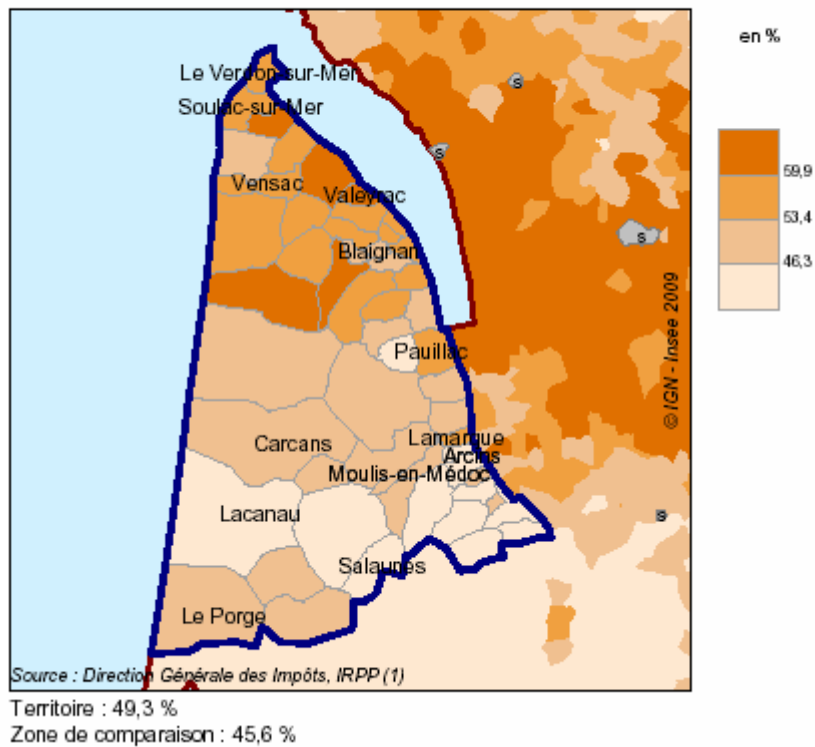 en %
Le Verdon-sur-Mer
s
Soulac-sur-Mer
s
59,9
Vensac
Valeyrac
53,4
s
Blaignan
46,3
© IGN - Insee 2009
Pauillac
Carcans
Lamarque
Arcins
Moulis-en-Médoc
Lacanau
s
Salaunes
Le Porge
Source : Direction Générale des Impôts, IRPP (1)
Territoire : 49,3 %
Zone de comparaison : 45,6 %